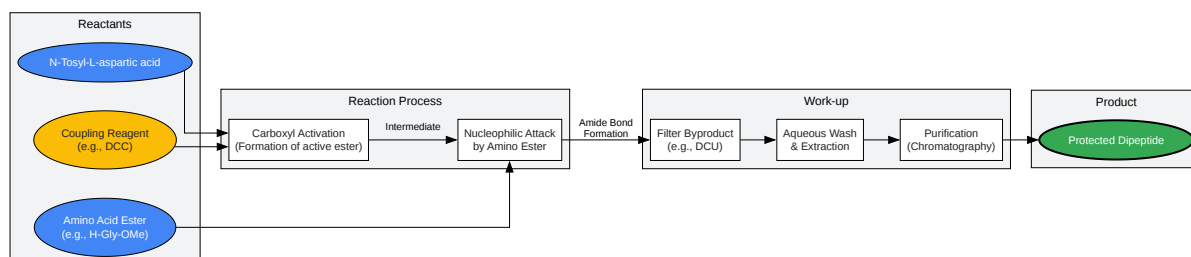 Reactants
N-Tosyl-L-aspartic acid
Coupling Reagent
(e.g., DCC)
Amino Acid Ester
(e.g., H-Gly-OMe)
Reaction Process
Carboxyl Activation
(Formation of active ester)
Intermediate
Nucleophilic Attack
by Amino Ester
Amide Bond
Formation
Work-up
Filter Byproduct
(e.g., DCU)
Aqueous Wash
& Extraction
Purification
(Chromatography)
Product
Protected Dipeptide